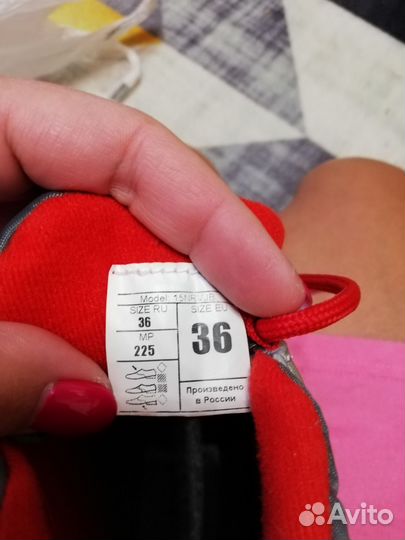 Model:
SIZE RU
36
MP
225
SIZE EU
36
Произведено
в России
Avito